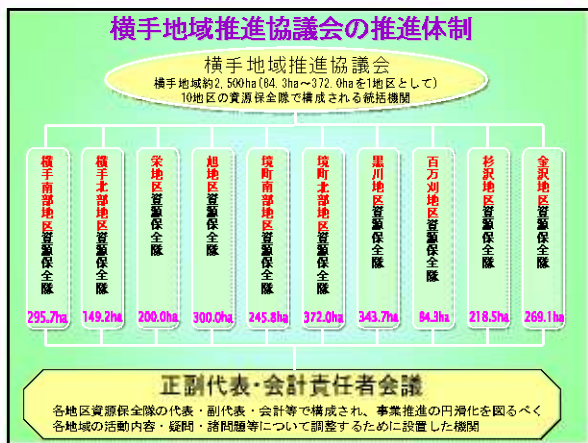 横手地域推進協議会の推進体制
横手地域推進協議会
横手地域約2,500ha(84.3ha～372.0haを1地区として)
10地区の資源保全隊で構成される統括機関
横手南部地区資源保全隊
295.7ha
横手北部地区資源保全隊
149.2ha
栄地区資源保全隊
200.0ha
旭地区資源保全隊
300.0ha
境町南部地区資源保全隊
245.8ha
境町北部地区資源保全隊
372.0ha
黒川地区資源保全隊
343.7ha
百万刈地区資源保全隊
84.3ha
杉沢地区資源保全隊
218.5ha
金沢地区資源保全隊
269.1ha
正副代表・会計責任者会議
各地区資源保全隊の代表・副代表・会計等で構成され、事業推進の円滑化を図るべく
各地域の活動内容・疑問・諸問題等について調整するために設置した機関